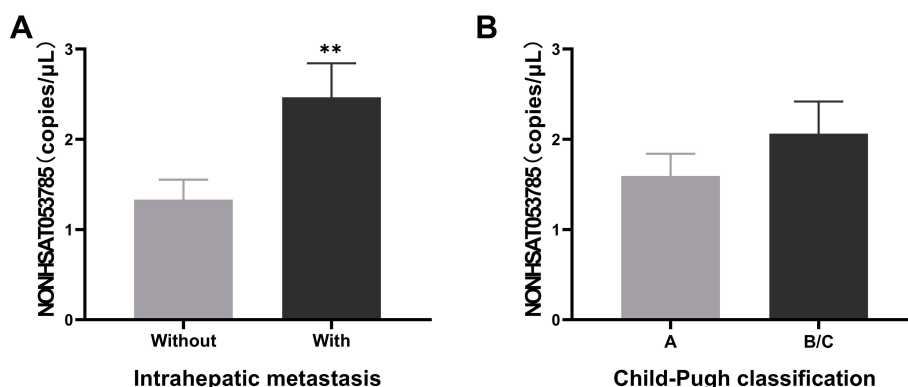 A
NONHSAT053785（copies/μL）
3
2
1
0
**
Without
With
Intrahepatic metastasis
B
NONHSAT053785（copies/μL）
3
2
1
0
A
B/C
Child-Pugh classification